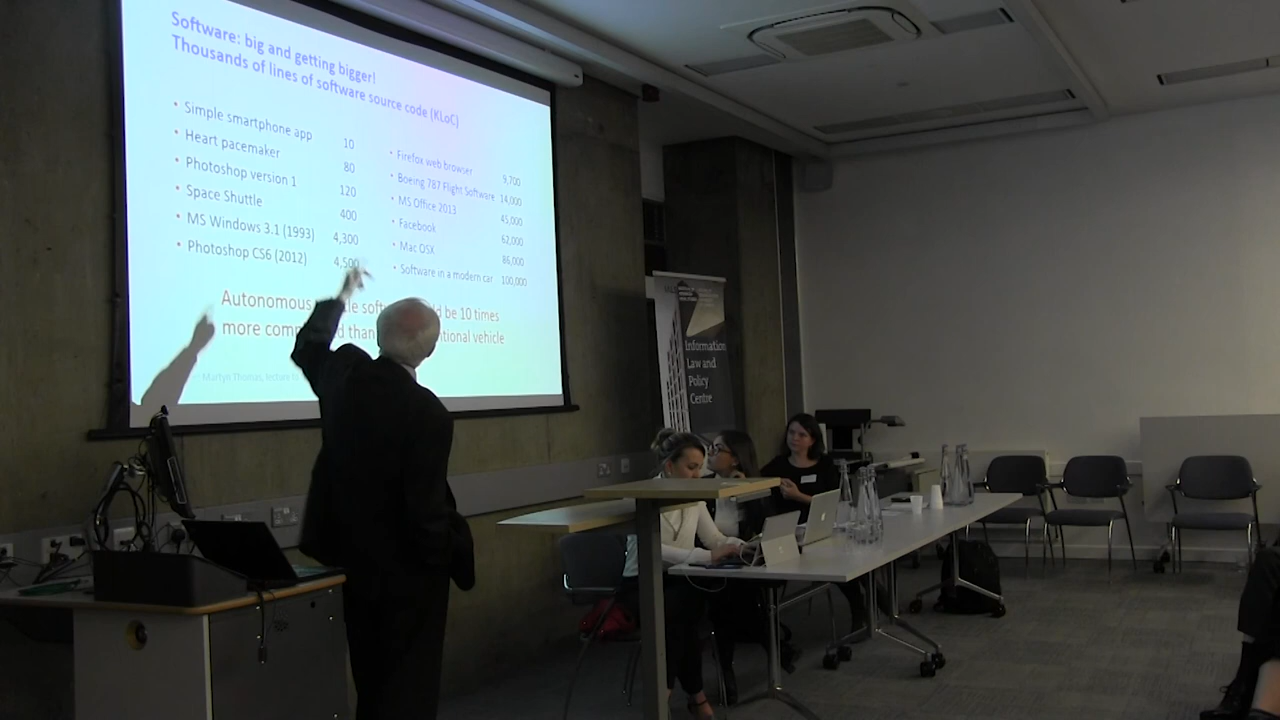 Software: big and getting bigger!
Thousands of lines of software source code (KLoC)
• Simple smartphone app 10
• Heart pacemaker 80
• Photoshop version 1 120
• Space Shuttle 400
• MS Windows 3.1 (1993) 4,300
• Photoshop CS6 (2012) 4,500
• Firefox web browser 9,700
• Boeing 787 Flight Software 14,000
• MS Office 2013 45,000
• Facebook 62,000
• Mac OSX 86,000
• Software in a modern car 100,000
Autonomous be 10 times
more than vehicle
Martyn Thomas, lecture
Information
Law and
Policy
Centre